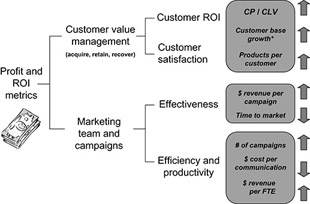 Profit and
ROI
metrics
Customer value
management
(acquire, retain, recover)
Customer ROI
Customer
satisfaction
CP / CLV
Customer base
growth*
Products per
customer
Marketing
team and
campaigns
Effectiveness
$ revenue per
campaign
Time to market
Efficiency and
productivity
# of campaigns
$ cost per
communication
$ revenue
per FTE